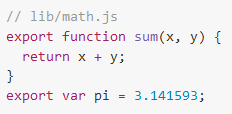 // lib/math.js
export function sum(x, y) {
  return x + y;
}
export var pi = 3.141593;